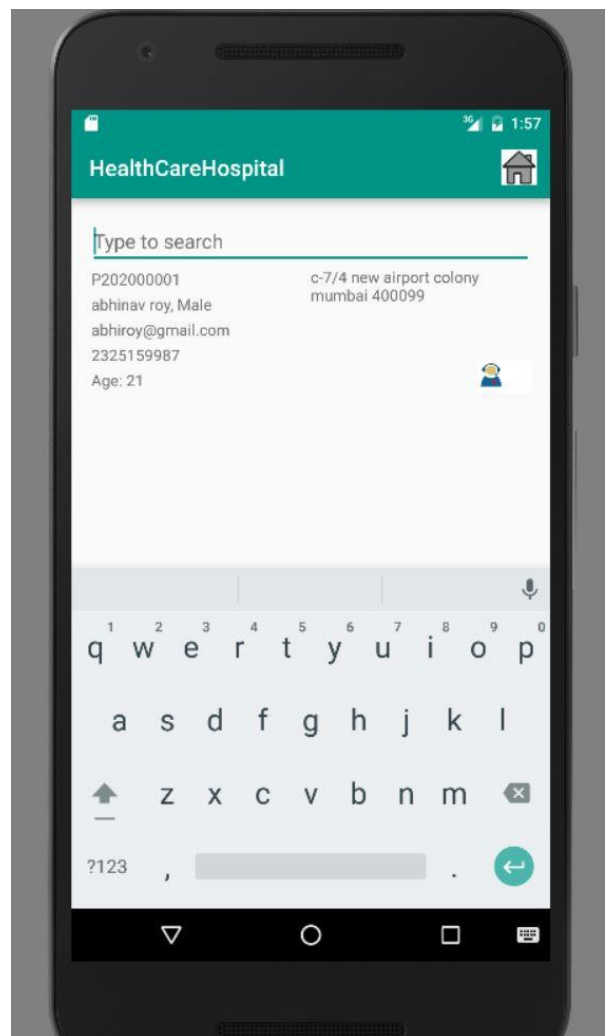 3G 1:57
HealthCareHospital
Type to search
P202000001
abhinav roy, Male
abhiroy@gmail.com
2325159987
Age: 21
c-7/4 new airport colony
mumbai 400099
1 2 3 4 5 6 7 8 9 0
q w e r t y u i o p
a s d f g h j k l
z x c v b n m
?123 , .